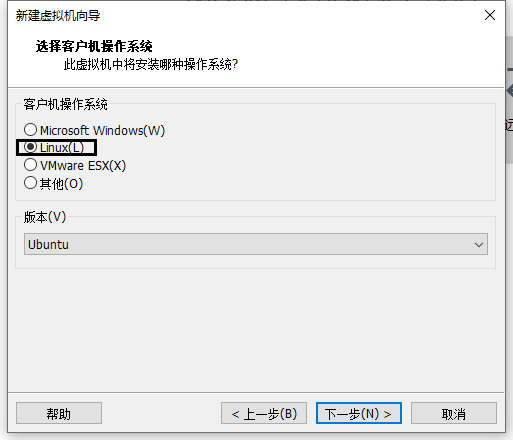 新建虚拟机向导
选择客户机操作系统
此虚拟机中将安装哪种操作系统?
客户机操作系统
Microsoft Windows(W)
Linux(L)
VMware ESX(X)
其他(O)
版本(V)
Ubuntu
帮助
< 上一步(B)
下一步(N) >
取消